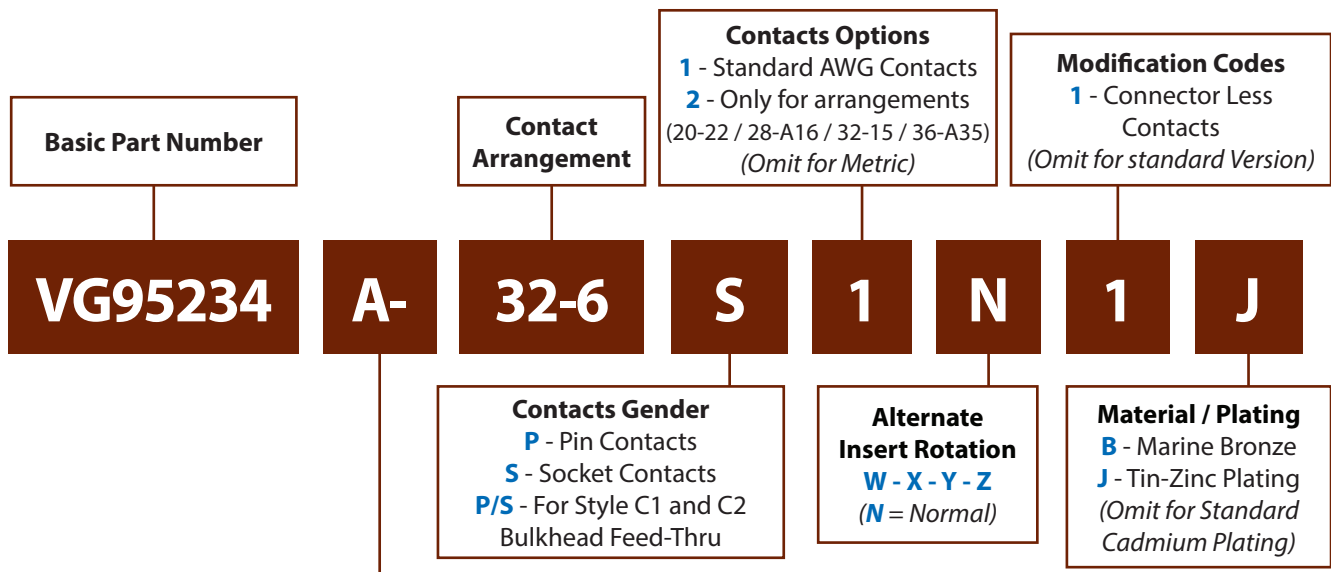 Contacts Options
1 - Standard AWG Contacts
2 - Only for arrangements
(20-22 / 28-A16 / 32-15 / 36-A35)
(Omit for Metric)
Modification Codes
1 - Connector Less
Contacts
(Omit for standard Version)
Basic Part Number
Contact
Arrangement
VG95234 A- 32-6 S 1 N 1 J
Contacts Gender
P - Pin Contacts
S - Socket Contacts
P/S - For Style C1 and C2
Bulkhead Feed-Thru
Alternate
Insert Rotation
W - X - Y - Z
(N = Normal)
Material / Plating
B - Marine Bronze
J - Tin-Zinc Plating
(Omit for Standard
Cadmium Plating)